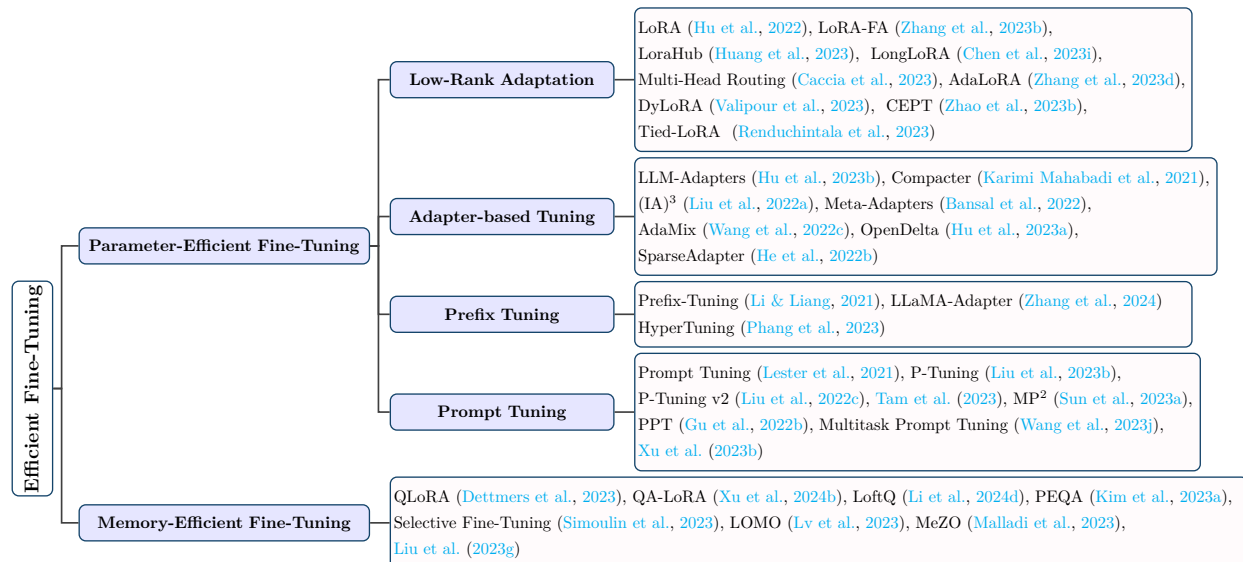 Efficient Fine-Tuning
Parameter-Efficient Fine-Tuning
Low-Rank Adaptation
LoRA (Hu et al., 2022), LoRA-FA (Zhang et al., 2023b),
LoraHub (Huang et al., 2023), LongLoRA (Chen et al., 2023i),
Multi-Head Routing (Caccia et al., 2023), AdaLoRA (Zhang et al., 2023d),
DyLoRA (Valipour et al., 2023), CEPT (Zhao et al., 2023b),
Tied-LoRA (Renduchintala et al., 2023)
Adapter-based Tuning
LLM-Adapters (Hu et al., 2023b), Compacter (Karimi Mahabadi et al., 2021),
(IA)³ (Liu et al., 2022a), Meta-Adapters (Bansal et al., 2022),
AdaMix (Wang et al., 2022c), OpenDelta (Hu et al., 2023a),
SparseAdapter (He et al., 2022b)
Prefix Tuning
Prefix-Tuning (Li & Liang, 2021), LLaMA-Adapter (Zhang et al., 2024)
HyperTuning (Phang et al., 2023)
Prompt Tuning
Prompt Tuning (Lester et al., 2021), P-Tuning (Liu et al., 2023b),
P-Tuning v2 (Liu et al., 2022c), Tam et al. (2023), MP² (Sun et al., 2023a),
PPT (Gu et al., 2022b), Multitask Prompt Tuning (Wang et al., 2023j),
Xu et al. (2023b)
Memory-Efficient Fine-Tuning
QLoRA (Dettmers et al., 2023), QA-LoRA (Xu et al., 2024b), LoftQ (Li et al., 2024d), PEQA (Kim et al., 2023a),
Selective Fine-Tuning (Simoulin et al., 2023), LOMO (Lv et al., 2023), MeZO (Malladi et al., 2023),
Liu et al. (2023g)